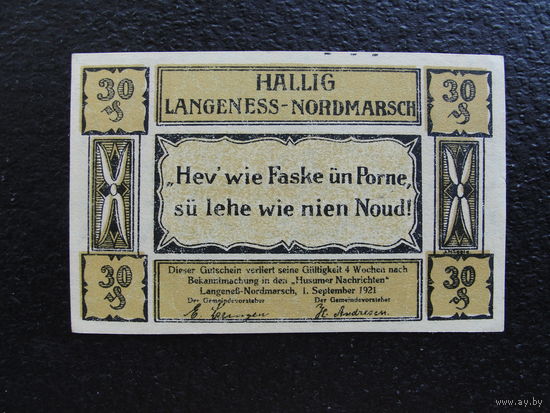 30 HALLIG 30
₰ LANGENESS-NORDMARSCH ₰
„Hev' wie Faske ün Porne,
sü lehe wie nien Noud!
Dieser Gutschein verliert seine Gültigkeit 4 Wochen nach
Bekanntmachung in den „Husumer Nachrichten"
Langeneß-Nordmarsch, 1. September 1921
Der Gemeindevorsteher Der Gemeindevorsteher
H. Andresen
30 30
₰ ₰
www.ay.by